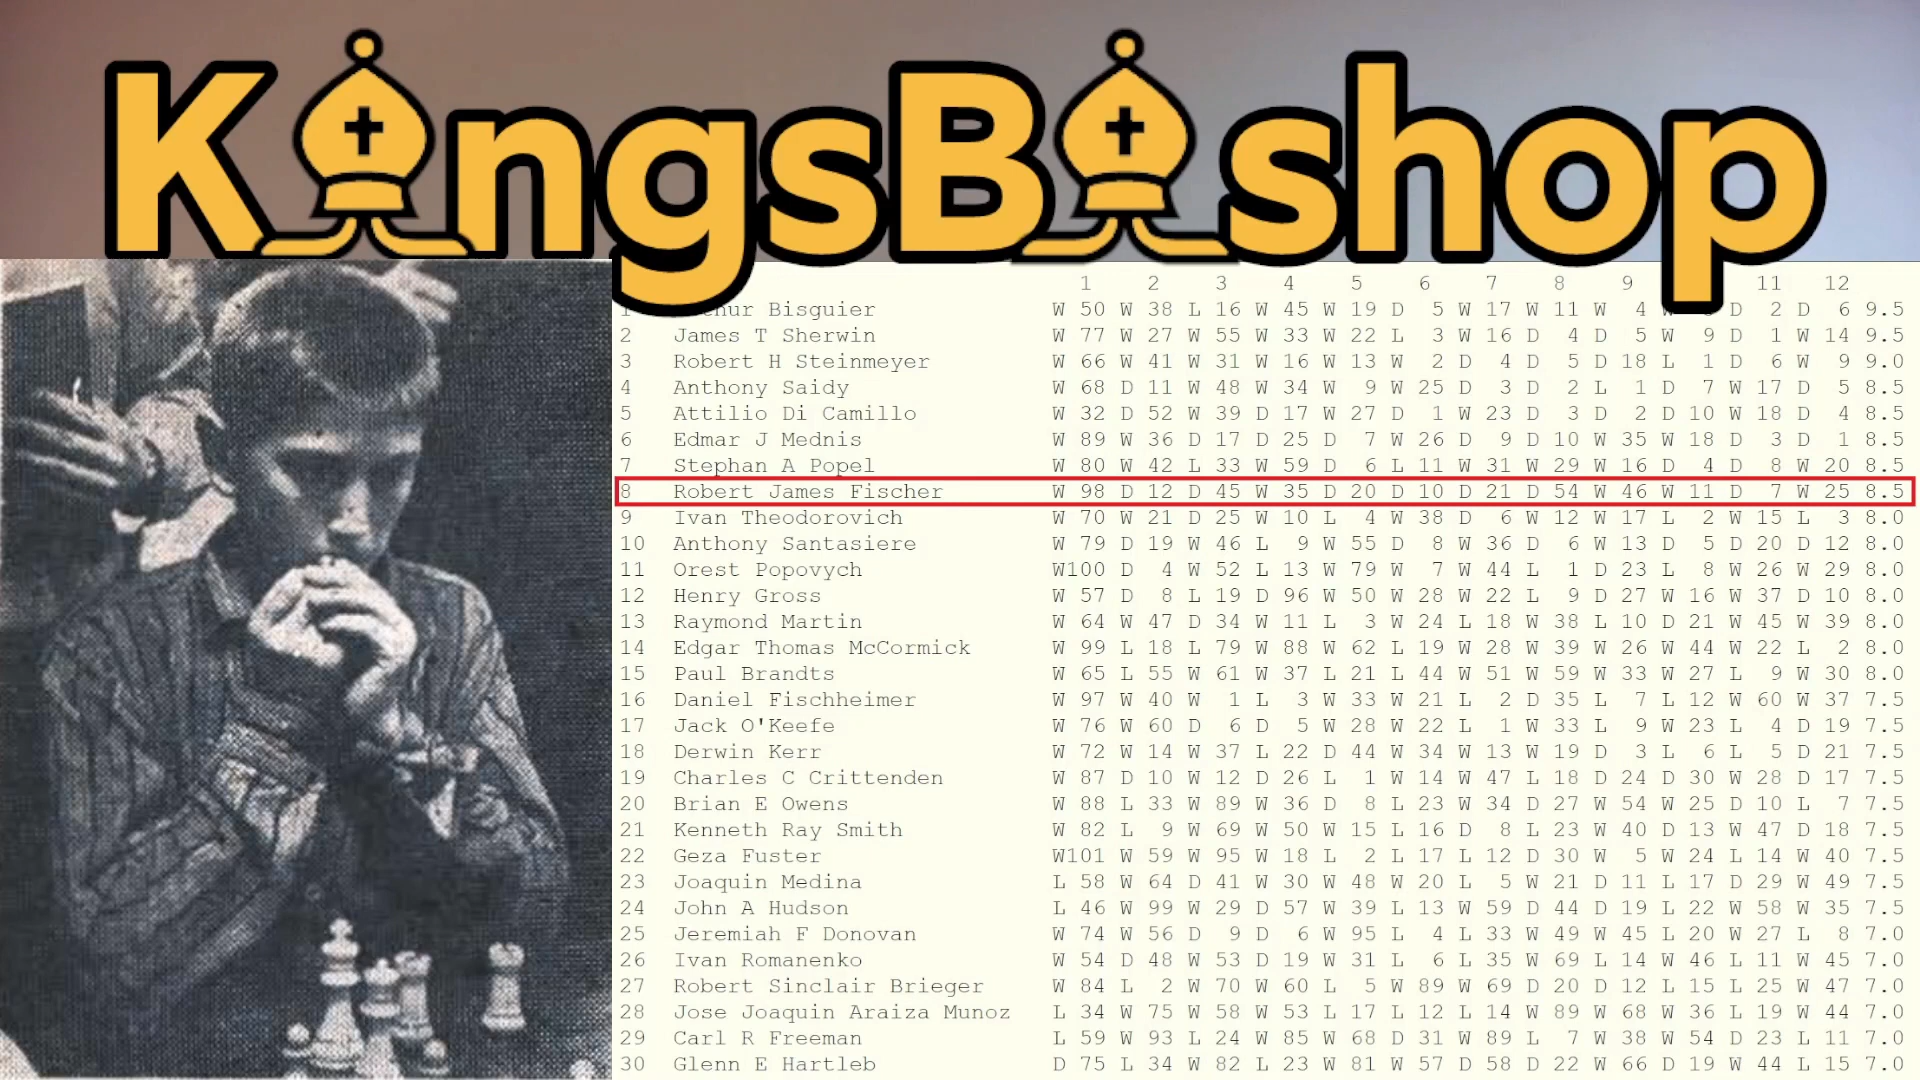 KingsBishop
1 2 3 4 5 6 7 8 9 11 12
1 hur Bisguier W 50 W 38 L 16 W 45 W 19 D 5 W 17 W 11 W 4 D 2 D 6 9.5
2 James T Sherwin W 77 W 27 W 55 W 33 W 22 L 3 W 16 D 4 D 5 W 9 D 1 W 14 9.5
3 Robert H Steinmeyer W 66 W 41 W 31 W 16 W 13 W 2 D 4 D 5 D 18 L 1 D 6 W 9 9.0
4 Anthony Saidy W 68 D 11 W 48 W 34 W 9 W 25 D 3 D 2 L 1 D 7 W 17 D 5 8.5
5 Attilio Di Camillo W 32 D 52 W 39 D 17 W 27 D 1 W 23 D 3 D 2 D 10 W 18 D 4 8.5
6 Edmar J Mednis W 89 W 36 D 17 D 25 D 7 W 26 D 9 D 10 W 35 W 18 D 3 D 1 8.5
7 Stephan A Popel W 80 W 42 L 33 W 59 D 6 L 11 W 31 W 29 W 16 D 4 D 8 W 20 8.5
8 Robert James Fischer W 98 D 12 D 45 W 35 D 20 D 10 D 21 D 54 W 46 W 11 D 7 W 25 8.5
9 Ivan Theodorovich W 70 W 21 D 25 W 10 L 4 W 38 D 6 W 12 W 17 L 2 W 15 L 3 8.0
10 Anthony Santasiere W 79 D 19 W 46 L 9 W 55 D 8 W 36 D 6 W 13 D 5 D 20 D 12 8.0
11 Orest Popovych W100 D 4 W 52 L 13 W 79 W 7 W 44 L 1 D 23 L 8 W 26 W 29 8.0
12 Henry Gross W 57 D 8 L 19 D 96 W 50 W 28 W 22 L 9 D 27 W 16 W 37 D 10 8.0
13 Raymond Martin W 64 W 47 D 34 W 11 L 3 W 24 L 18 W 38 L 10 D 21 W 45 W 39 8.0
14 Edgar Thomas McCormick W 99 L 18 L 79 W 88 W 62 L 19 W 28 W 39 W 26 W 44 W 22 L 2 8.0
15 Paul Brandts W 65 L 55 W 61 W 37 L 21 L 44 W 51 W 59 W 33 W 27 L 9 W 30 8.0
16 Daniel Fischheimer W 97 W 40 W 1 L 3 W 33 W 21 L 2 D 35 L 7 L 12 W 60 W 37 7.5
17 Jack O'Keefe W 76 W 60 D 6 D 5 W 28 W 22 L 1 W 33 L 9 W 23 L 4 D 19 7.5
18 Derwin Kerr W 72 W 14 W 37 L 22 D 44 W 34 W 13 W 19 D 3 L 6 L 5 D 21 7.5
19 Charles C Crittenden W 87 D 10 W 12 D 26 L 1 W 14 W 47 L 18 D 24 D 30 W 28 D 17 7.5
20 Brian E Owens W 88 L 33 W 89 W 36 D 8 L 23 W 34 D 27 W 54 W 25 D 10 L 7 7.5
21 Kenneth Ray Smith W 82 L 9 W 69 W 50 W 15 L 16 D 8 L 23 W 40 D 13 W 47 D 18 7.5
22 Geza Fuster W101 W 59 W 95 W 18 L 2 L 17 L 12 D 30 W 5 W 24 L 14 W 40 7.5
23 Joaquin Medina L 58 W 64 D 41 W 30 W 48 W 20 L 5 W 21 D 11 L 17 D 29 W 49 7.5
24 John A Hudson L 46 W 99 W 29 D 57 W 39 L 13 W 59 D 44 D 19 L 22 W 58 W 35 7.5
25 Jeremiah F Donovan W 74 W 56 D 9 D 6 W 95 L 4 L 33 W 49 W 45 L 20 W 27 L 8 7.0
26 Ivan Romanenko W 54 D 48 W 53 D 19 W 31 L 6 L 35 W 69 L 14 W 46 L 11 W 45 7.0
27 Robert Sinclair Brieger W 84 L 2 W 70 W 60 L 5 W 89 W 69 D 20 D 12 L 15 L 25 W 47 7.0
28 Jose Joaquin Araiza Munoz L 34 W 75 W 58 W 53 L 17 L 12 L 14 W 89 W 68 W 36 L 19 W 44 7.0
29 Carl R Freeman L 59 W 93 L 24 W 85 W 68 D 31 W 89 L 7 W 38 W 54 D 23 L 11 7.0
30 Glenn E Hartleb D 75 L 34 W 82 L 23 W 81 W 57 D 58 D 22 W 66 D 19 W 44 L 15 7.0